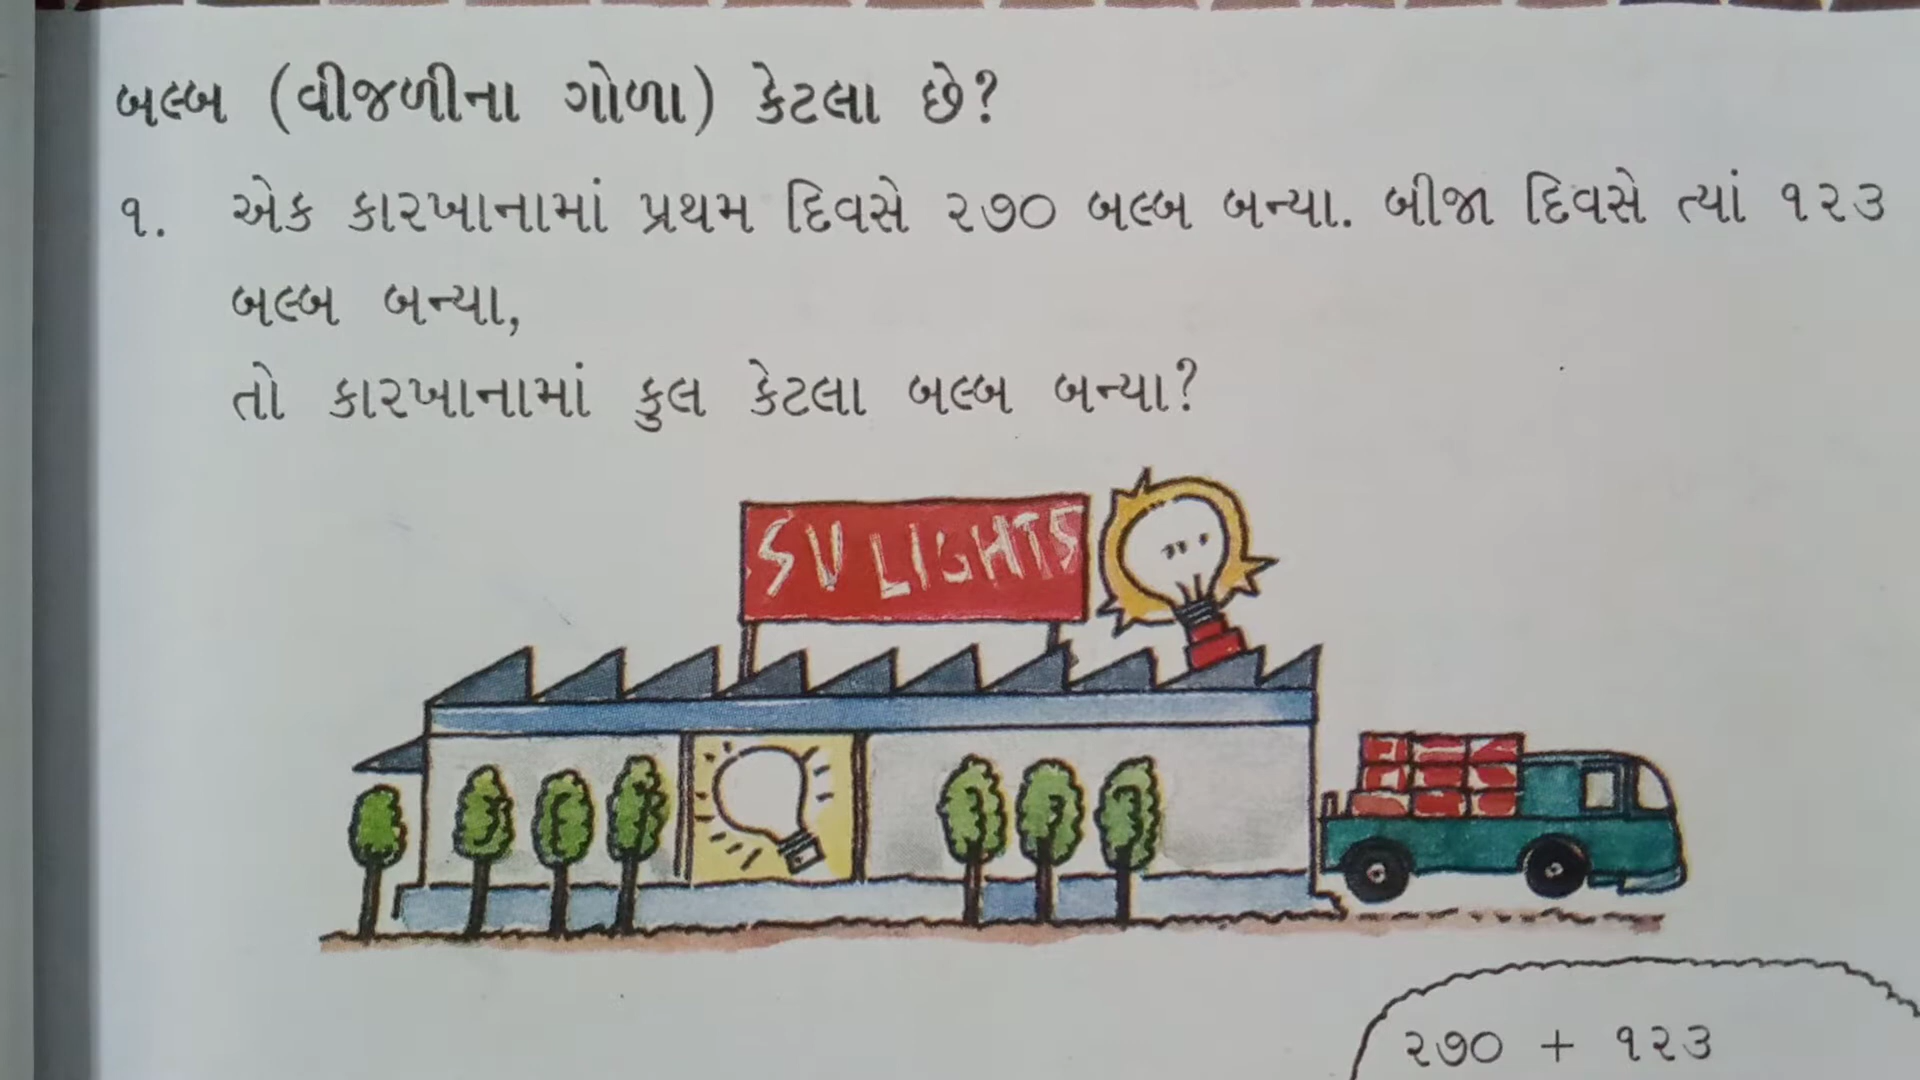 બલ્બ (વીજળીના ગોળા) કેટલા છે?
૧. એક કારખાનામાં પ્રથમ દિવસે ૨૭૦ બલ્બ બન્યા. બીજા દિવસે ત્યાં ૧૨૩
બલ્બ બન્યા,
તો કારખાનામાં કુલ કેટલા બલ્બ બન્યા?
SV LIGHTS
૨૭૦ + ૧૨૩